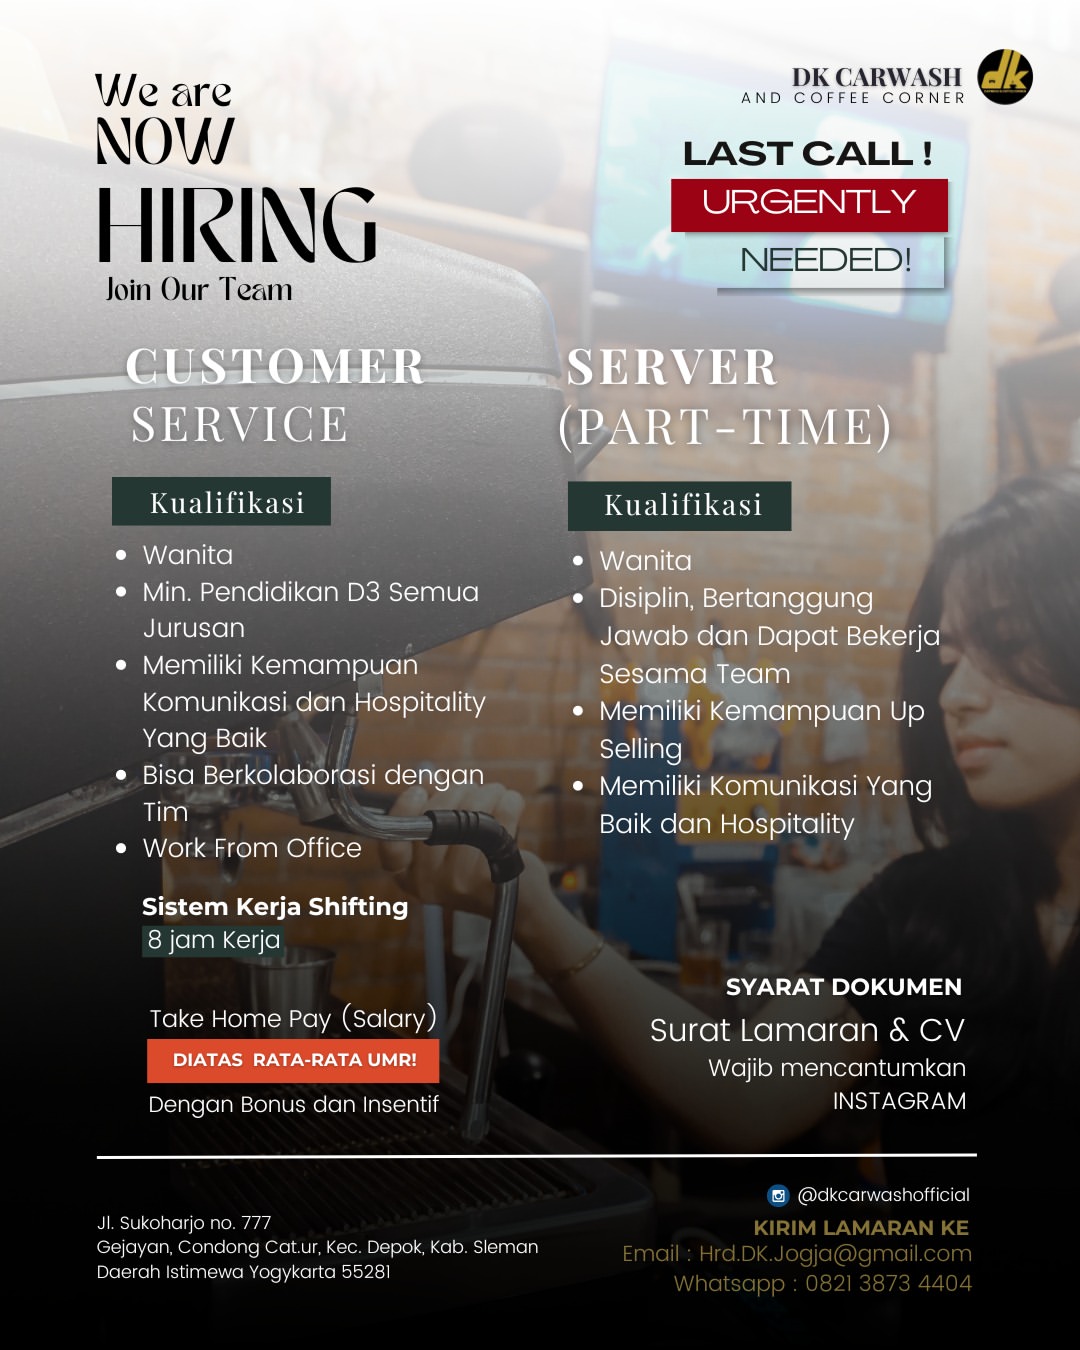 We are
NOW
HIRING
Join Our Team
DK CARWASH
AND COFFEE CORNER
dk
LAST CALL !
URGENTLY
NEEDED!
CUSTOMER
SERVICE
Kualifikasi
Wanita
Min. Pendidikan D3 Semua
Jurusan
Memiliki Kemampuan
Komunikasi dan Hospitality
Yang Baik
Bisa Berkolaborasi dengan
Tim
Work From Office
Sistem Kerja Shifting
8 jam Kerja
Take Home Pay (Salary)
DIATAS RATA-RATA UMR!
Dengan Bonus dan Insentif
SERVER
(PART-TIME)
Kualifikasi
Wanita
Disiplin, Bertanggung
Jawab dan Dapat Bekerja
Sesama Team
Memiliki Kemampuan Up
Selling
Memiliki Komunikasi Yang
Baik dan Hospitality
SYARAT DOKUMEN
Surat Lamaran & CV
Wajib mencantumkan
INSTAGRAM
Jl. Sukoharjo no. 777
Gejayan, Condong Cat.ur, Kec. Depok, Kab. Sleman
Daerah Istimewa Yogykarta 55281
@dkcarwashofficial
KIRIM LAMARAN KE
Email : Hrd.DK.Jogja@gmail.com
Whatsapp : 0821 3873 4404